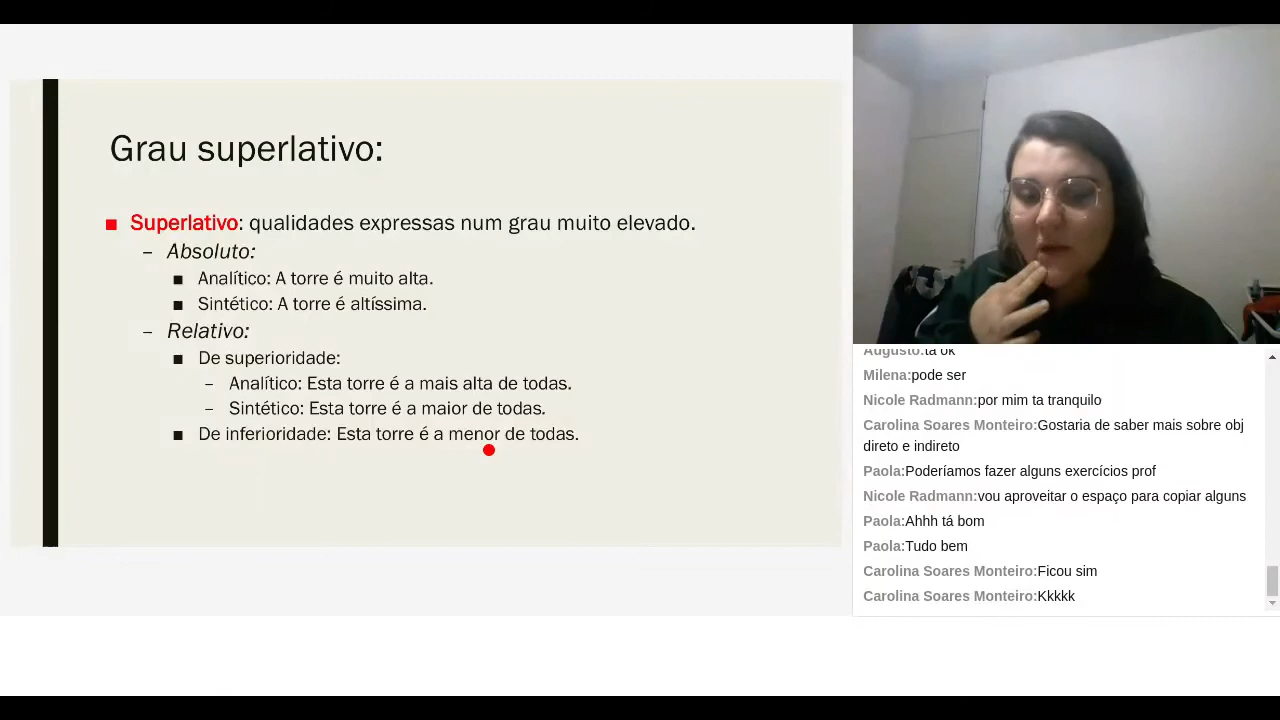 Grau superlativo:
■ Superlativo: qualidades expressas num grau muito elevado.
– Absoluto:
■ Analítico: A torre é muito alta.
■ Sintético: A torre é altíssima.
– Relativo:
■ De superioridade:
– Analítico: Esta torre é a mais alta de todas.
– Sintético: Esta torre é a maior de todas.
■ De inferioridade: Esta torre é a menor de todas.
Augusto:ta ok
Milena:pode ser
Nicole Radmann:por mim ta tranquilo
Carolina Soares Monteiro:Gostaria de saber mais sobre obj
direto e indireto
Paola:Poderíamos fazer alguns exercícios prof
Nicole Radmann:vou aproveitar o espaço para copiar alguns
Paola:Ahhh tá bom
Paola:Tudo bem
Carolina Soares Monteiro:Ficou sim
Carolina Soares Monteiro:Kkkkk